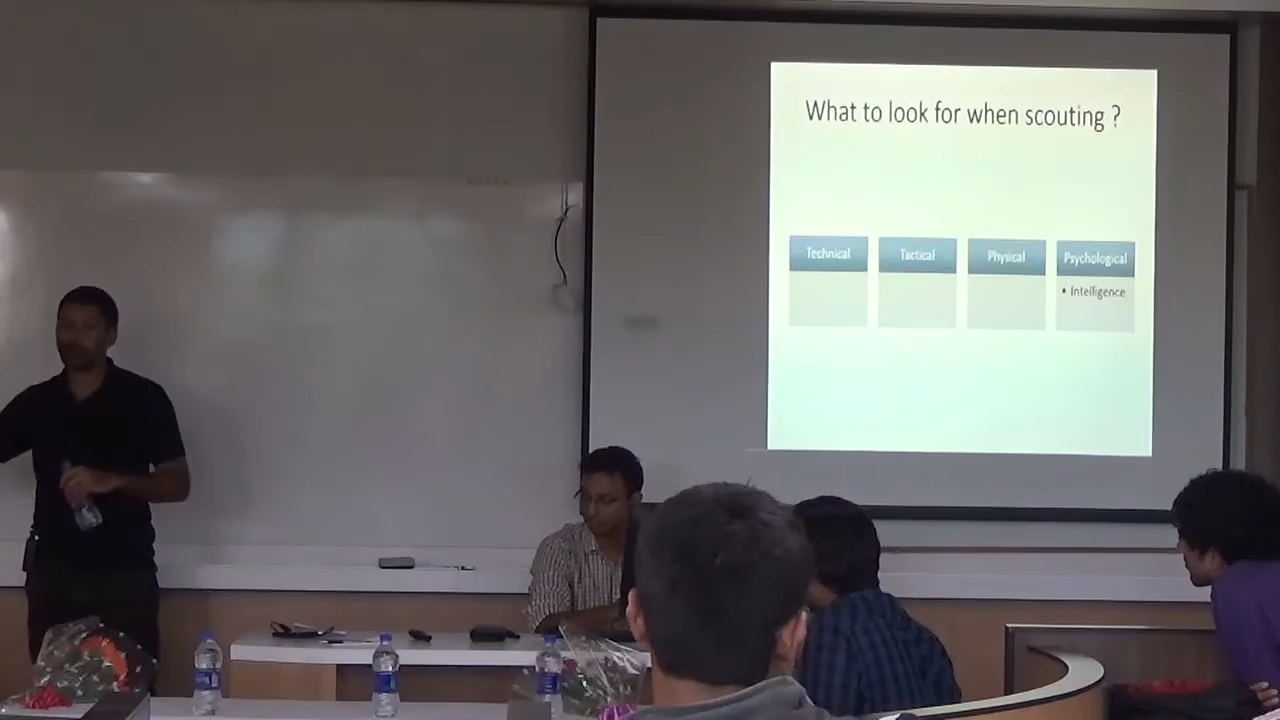 What to look for when scouting ?
Technical
Tactical
Physical
Psychological
• Intelligence